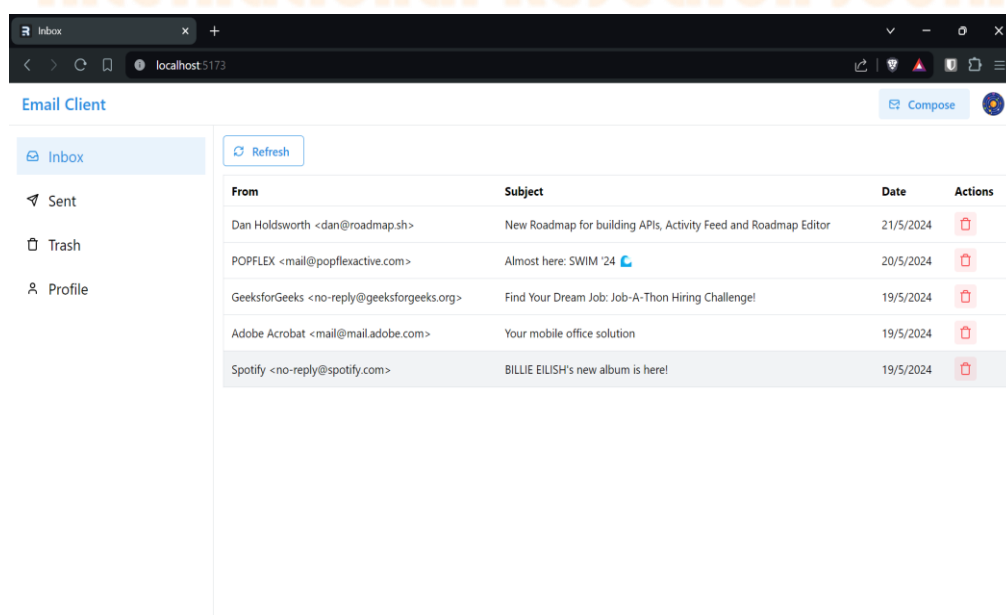 Inbox
localhost:5173
Email Client
Compose
Inbox
Sent
Trash
Profile
Refresh
From Subject Date Actions
Dan Holdsworth <dan@roadmap.sh> New Roadmap for building APIs, Activity Feed and Roadmap Editor 21/5/2024
POPFLEX <mail@popflexactive.com> Almost here: SWIM '24 🌊 20/5/2024
GeeksforGeeks <no-reply@geeksforgeeks.org> Find Your Dream Job: Job-A-Thon Hiring Challenge! 19/5/2024
Adobe Acrobat <mail@mail.adobe.com> Your mobile office solution 19/5/2024
Spotify <no-reply@spotify.com> BILLIE EILISH's new album is here! 19/5/2024